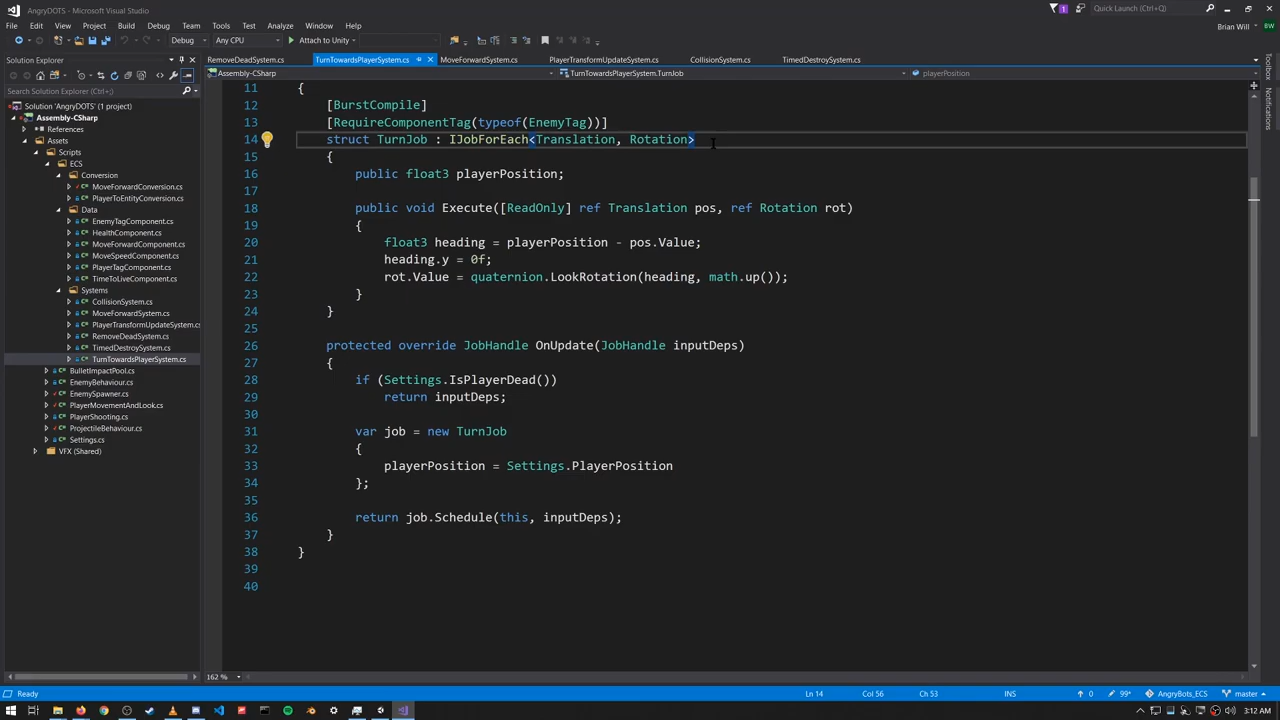 AngryDOTS - Microsoft Visual Studio
1
Quick Launch (Ctrl+Q)
File Edit View Project Build Debug Team Tools Test Analyze Window Help
Brian Will
BW
Debug Any CPU Attach to Unity
Solution Explorer
RemoveDeadSystem.cs TurnTowardsPlayerSystem.cs MoveForwardSystem.cs PlayerTransformUpdateSystem.cs CollisionSystem.cs TimedDestroySystem.cs
Assembly-CSharp TurnTowardsPlayerSystem.TurnJob playerPosition
Toolbox
Notifications
Search Solution Explorer (Ctrl+;)
Solution 'AngryDOTS' (1 project)
Assembly-CSharp
References
Assets
Scripts
ECS
Conversion
MoveForwardConversion.cs
PlayerToEntityConversion.cs
Data
EnemyTagComponent.cs
HealthComponent.cs
MoveForwardComponent.cs
MoveSpeedComponent.cs
PlayerTagComponent.cs
TimeToLiveComponent.cs
Systems
CollisionSystem.cs
MoveForwardSystem.cs
PlayerTransformUpdateSystem.cs
RemoveDeadSystem.cs
TimedDestroySystem.cs
TurnTowardsPlayerSystem.cs
BulletImpactPool.cs
EnemyBehaviour.cs
EnemySpawner.cs
PlayerMovementAndLook.cs
PlayerShooting.cs
ProjectileBehaviour.cs
Settings.cs
VFX (Shared)
11 {
12 [BurstCompile]
13 [RequireComponentTag(typeof(EnemyTag))]
14 struct TurnJob : IJobForEach<Translation, Rotation>
15 {
16 public float3 playerPosition;
17
18 public void Execute([ReadOnly] ref Translation pos, ref Rotation rot)
19 {
20 float3 heading = playerPosition - pos.Value;
21 heading.y = 0f;
22 rot.Value = quaternion.LookRotation(heading, math.up());
23 }
24 }
25
26 protected override JobHandle OnUpdate(JobHandle inputDeps)
27 {
28 if (Settings.IsPlayerDead())
29 return inputDeps;
30
31 var job = new TurnJob
32 {
33 playerPosition = Settings.PlayerPosition
34 };
35
36 return job.Schedule(this, inputDeps);
37 }
38 }
39
40
162 %
Ready Ln 14 Col 56 Ch 53 INS 0 99* AngryBots_ECS master
3:12 AM